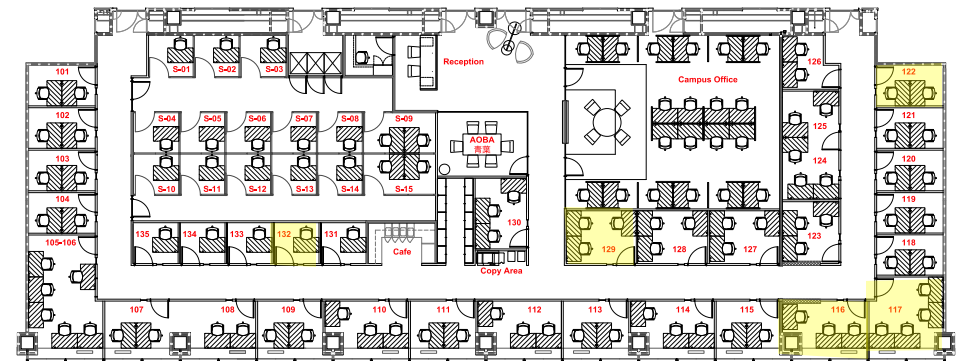 126
S-01
S-02
S-03
Reception
Campus Office
101
122
102
S-04
S-05
S-06
S-07
S-08
S-09
121
125
AOBA
青葉
103
S-10
S-11
S-12
S-13
S-14
S-15
124
120
104
119
130
135
134
133
132
131
Cafe
129
128
127
123
105-106
118
Copy Area
107
108
109
110
111
112
113
114
115
116
117